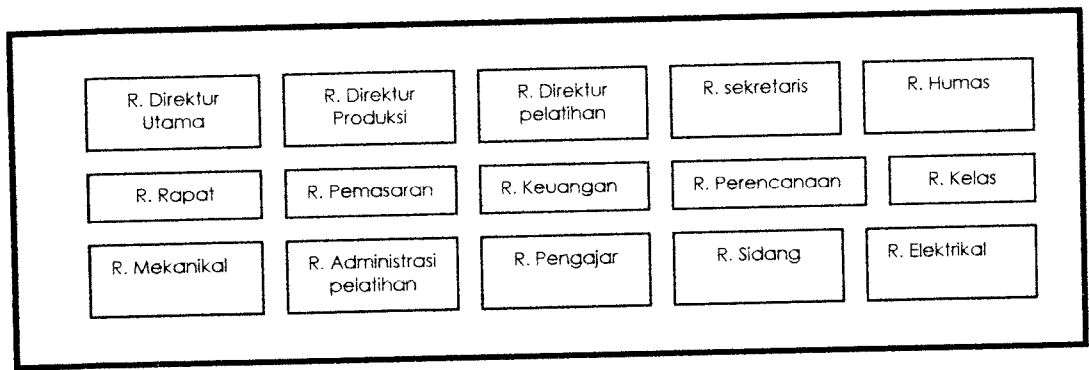 R. Direktur
Utama
R. Direktur
Produksi
R. Direktur
pelatihan
R. sekretaris
R. Humas
R. Rapat
R. Pemasaran
R. Keuangan
R. Perencanaan
R. Kelas
R. Mekanikal
R. Administrasi
pelatihan
R. Pengajar
R. Sidang
R. Elektrikal